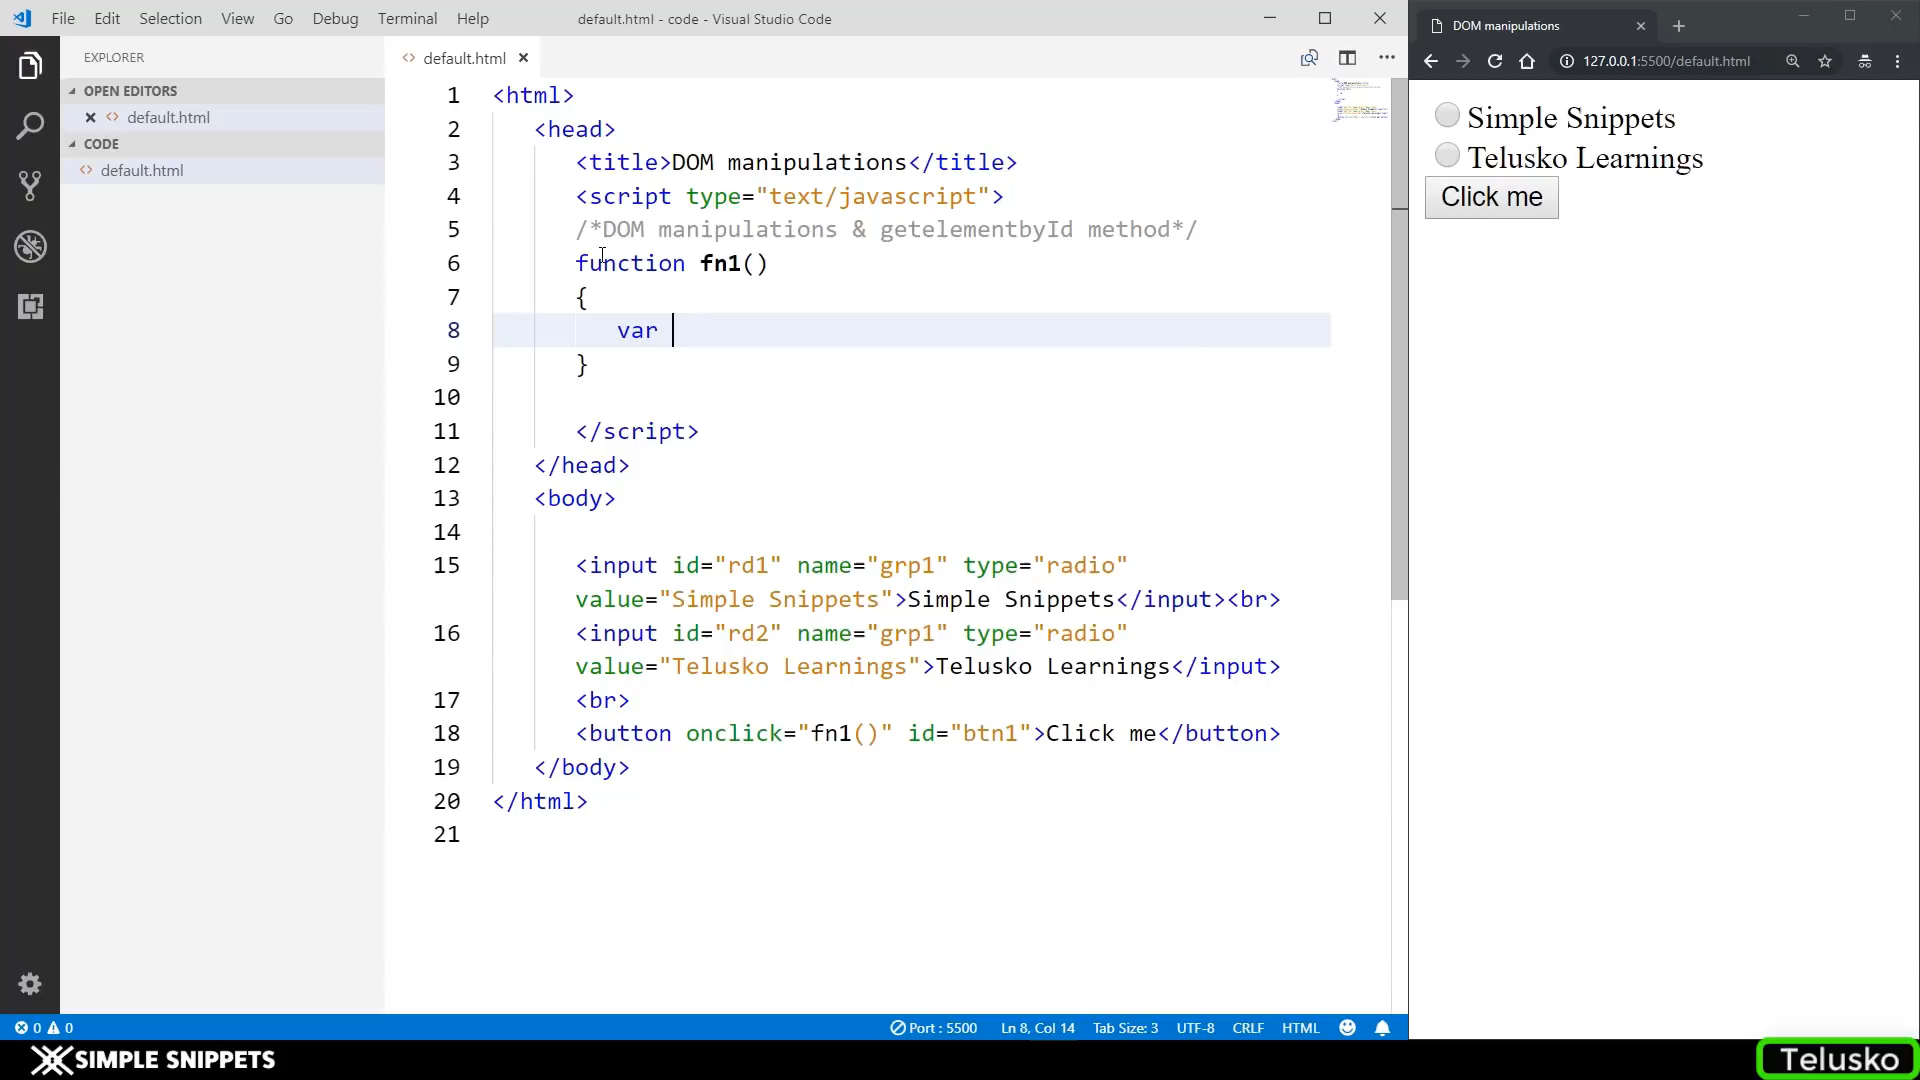 File Edit Selection View Go Debug Terminal Help
default.html - code - Visual Studio Code
EXPLORER
OPEN EDITORS
default.html
CODE
default.html
default.html
1 <html>
2 <head>
3 <title>DOM manipulations</title>
4 <script type="text/javascript">
5 /*DOM manipulations & getelementbyId method*/
6 function fn1()
7 {
8 var
9 }
10
11 </script>
12 </head>
13 <body>
14
15 <input id="rd1" name="grp1" type="radio"
value="Simple Snippets">Simple Snippets</input><br>
16 <input id="rd2" name="grp1" type="radio"
value="Telusko Learnings">Telusko Learnings</input>
17 <br>
18 <button onclick="fn1()" id="btn1">Click me</button>
19 </body>
20 </html>
21
0 0 Port : 5500 Ln 8, Col 14 Tab Size: 3 UTF-8 CRLF HTML
DOM manipulations
127.0.0.1:5500/default.html
Simple Snippets
Telusko Learnings
Click me
SIMPLE SNIPPETS
Telusko